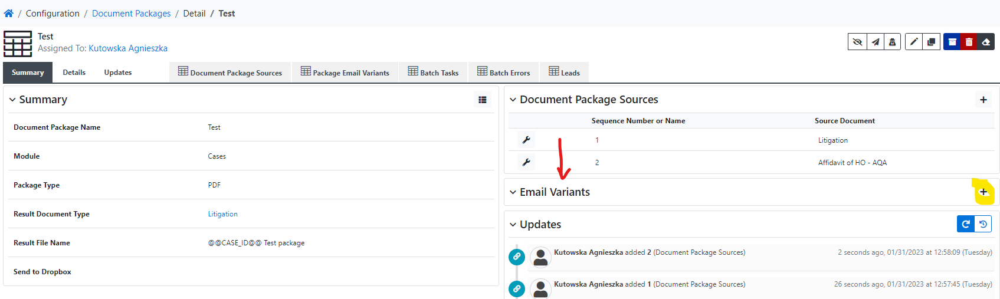 / Configuration / Document Packages / Detail / Test
Test
Assigned To: Kutowska Agnieszka
Summary Details Updates Document Package Sources Package Email Variants Batch Tasks Batch Errors Leads
Summary
Document Package Name Test
Module Cases
Package Type PDF
Result Document Type Litigation
Result File Name @@CASE_ID@@ Test package
Send to Dropbox
Document Package Sources
Sequence Number or Name Source Document
1 Litigation
2 Affidavit of HO - AQA
Email Variants
Updates
Kutowska Agnieszka added 2 (Document Package Sources) 2 seconds ago, 01/31/2023 at 12:58:09 (Tuesday)
Kutowska Agnieszka added 1 (Document Package Sources) 26 seconds ago, 01/31/2023 at 12:57:45 (Tuesday)